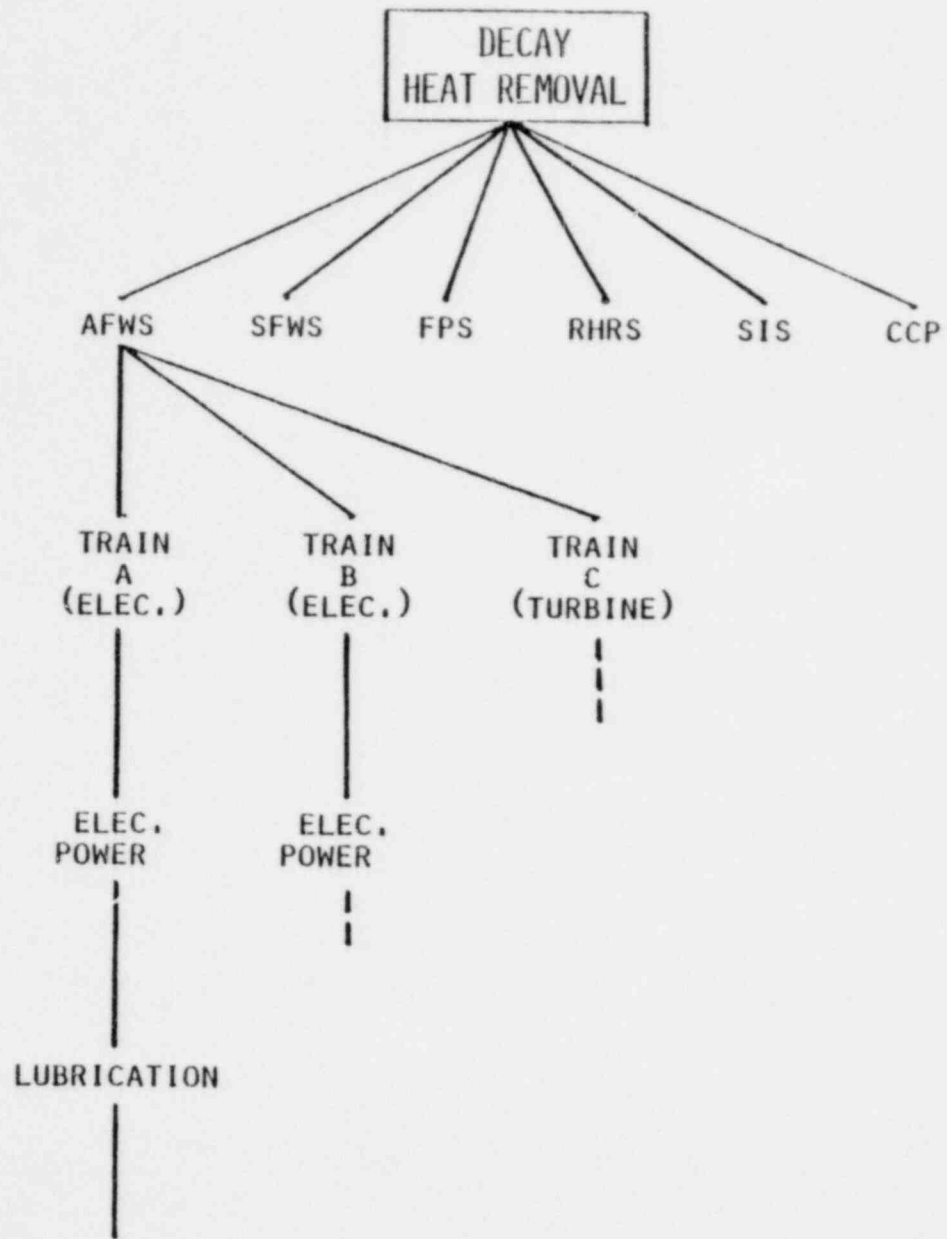 DECAY
HEAT REMOVAL
AFWS
SFWS
FPS
RHRS
SIS
CCP
TRAIN
A
(ELEC.)
TRAIN
B
(ELEC.)
TRAIN
C
(TURBINE)
ELEC.
POWER
ELEC.
POWER
LUBRICATION